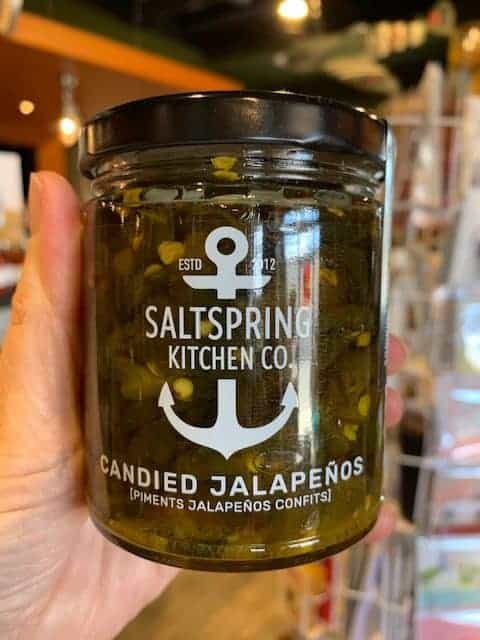 ESTD 2012
SALTSPRING
KITCHEN CO.
CANDIED JALAPEÑOS
[PIMENTS JALAPEÑOS CONFITS]